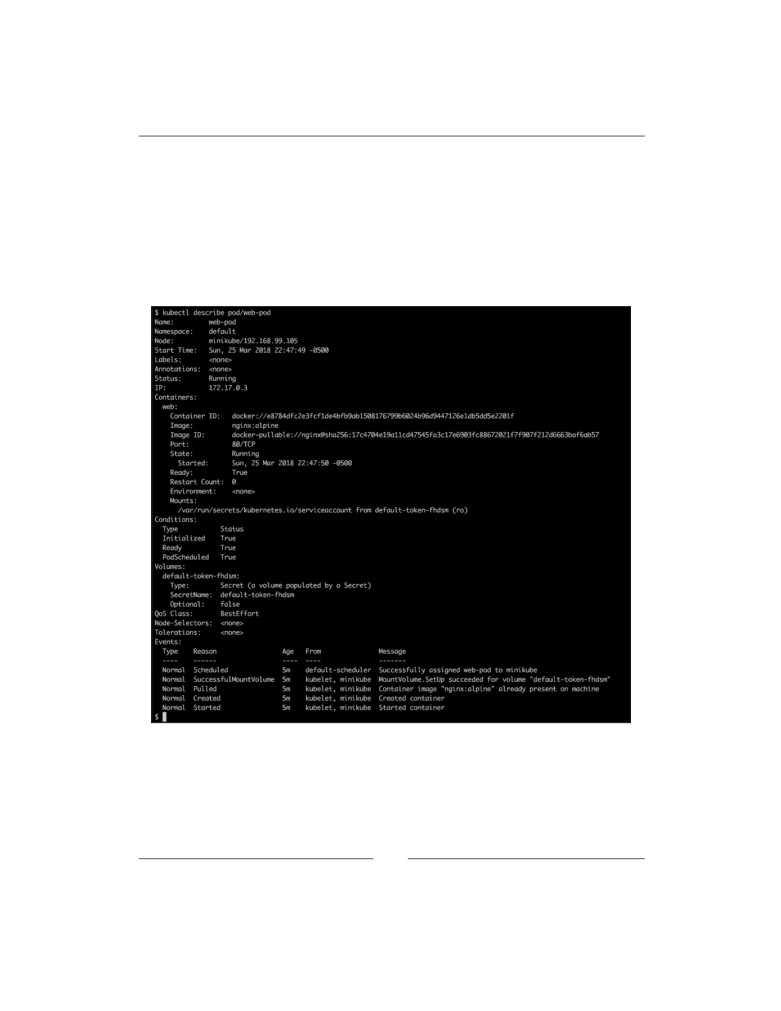 $ kubectl describe pod/web-pod
Name:         web-pod
Namespace:    default
Node:         minikube/192.168.99.105
Start Time:   Sun, 25 Mar 2018 22:47:49 -0500
Labels:       <none>
Annotations:  <none>
Status:       Running
IP:           172.17.0.3
Containers:
  web:
    Container ID:   docker://e8784dfc2e3fcf1de4bfb9ab1508176799b6024b96d9447126e1db5dd5e2201f
    Image:          nginx:alpine
    Image ID:       docker-pullable://nginx@sha256:17c4704e19a11cd47545fa3c17e6903fc88672021f7f907f212d6663baf6ab57
    Port:           80/TCP
    State:          Running
      Started:      Sun, 25 Mar 2018 22:47:50 -0500
    Ready:          True
    Restart Count:  0
    Environment:    <none>
    Mounts:
      /var/run/secrets/kubernetes.io/serviceaccount from default-token-fhdsm (ro)
Conditions:
  Type           Status
  Initialized    True
  Ready          True
  PodScheduled   True
Volumes:
  default-token-fhdsm:
    Type:        Secret (a volume populated by a Secret)
    SecretName:  default-token-fhdsm
    Optional:    false
QoS Class:       BestEffort
Node-Selectors:  <none>
Tolerations:     <none>
Events:
  Type    Reason                 Age   From               Message
  ----    ------                 ----  ----               -------
  Normal  Scheduled              5m    default-scheduler  Successfully assigned web-pod to minikube
  Normal  SuccessfulMountVolume  5m    kubelet, minikube  MountVolume.SetUp succeeded for volume "default-token-fhdsm"
  Normal  Pulled                 5m    kubelet, minikube  Container image "nginx:alpine" already present on machine
  Normal  Created                5m    kubelet, minikube  Created container
  Normal  Started                5m    kubelet, minikube  Started container
$